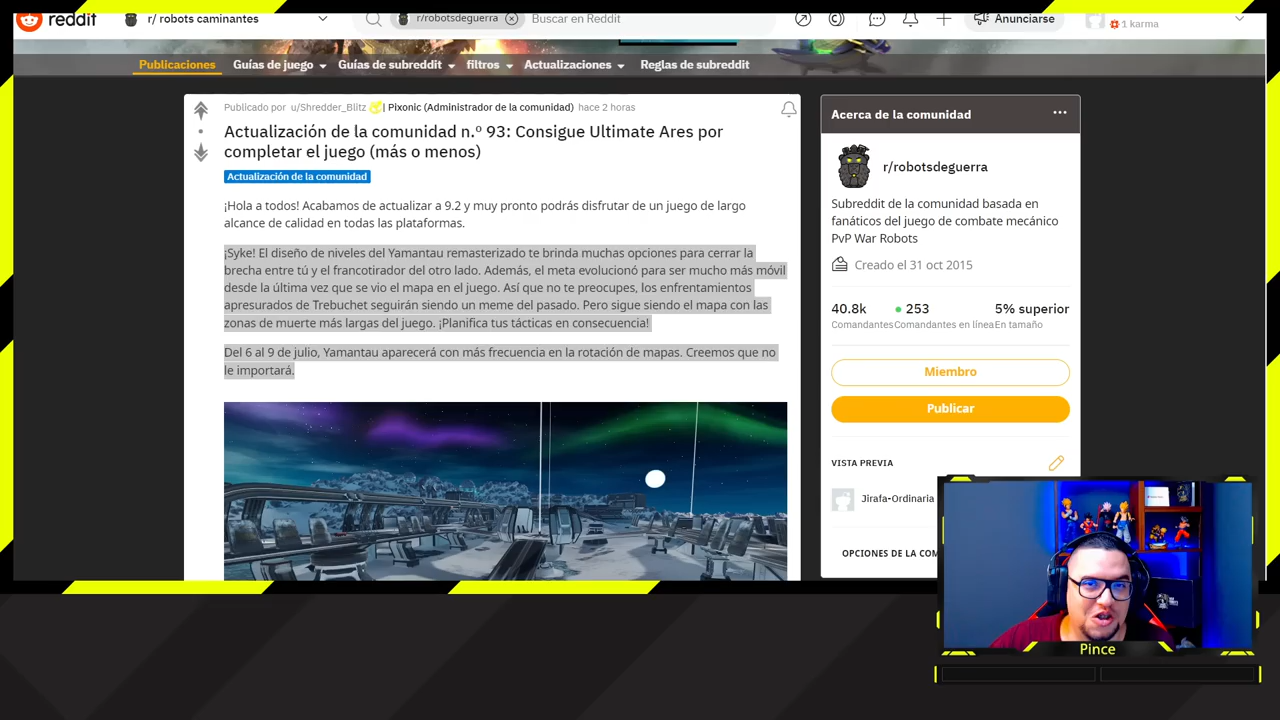 reddit
r/ robots caminantes
r/robotsdeguerra
Buscar en Reddit
Anunciarse
1 karma
Publicaciones
Guías de juego
Guías de subreddit
filtros
Actualizaciones
Reglas de subreddit
Publicado por u/Shredder_Blitz | Pixonic (Administrador de la comunidad) hace 2 horas
Actualización de la comunidad n.º 93: Consigue Ultimate Ares por
completar el juego (más o menos)
Actualización de la comunidad
¡Hola a todos! Acabamos de actualizar a 9.2 y muy pronto podrás disfrutar de un juego de largo
alcance de calidad en todas las plataformas.
¡Syke! El diseño de niveles del Yamantau remasterizado te brinda muchas opciones para cerrar la
brecha entre tú y el francotirador del otro lado. Además, el meta evolucionó para ser mucho más móvil
desde la última vez que se vio el mapa en el juego. Así que no te preocupes, los enfrentamientos
apresurados de Trebuchet seguirán siendo un meme del pasado. Pero sigue siendo el mapa con las
zonas de muerte más largas del juego. ¡Planifica tus tácticas en consecuencia!
Del 6 al 9 de julio, Yamantau aparecerá con más frecuencia en la rotación de mapas. Creemos que no
le importará.
Acerca de la comunidad
r/robotsdeguerra
Subreddit de la comunidad basada en
fanáticos del juego de combate mecánico
PvP War Robots
Creado el 31 oct 2015
40.8k
253
5% superior
Comandantes
Comandantes en línea
En tamaño
Miembro
Publicar
VISTA PREVIA
Jirafa-Ordinaria
OPCIONES DE LA COM
Pince